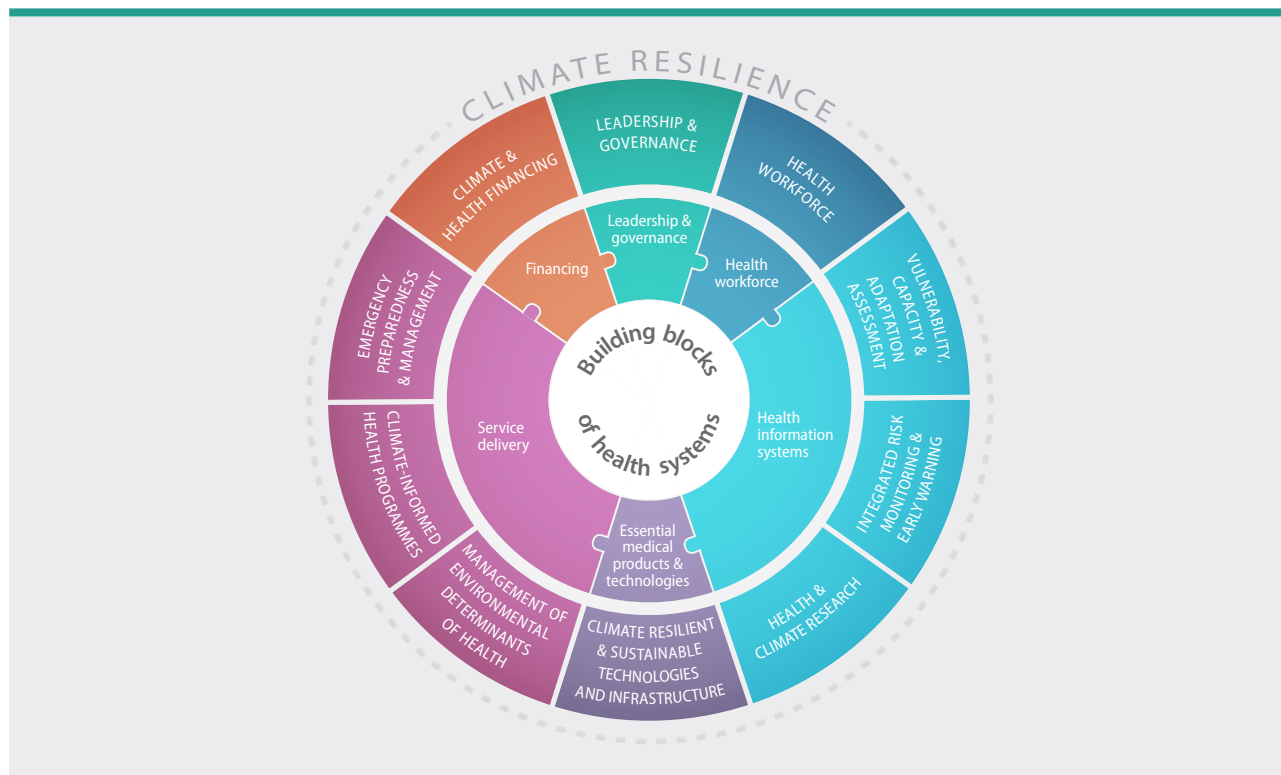 CLIMATE RESILIENCE
LEADERSHIP &
GOVERNANCE
HEALTH
WORKFORCE
VULNERABILITY,
CAPACITY &
ADAPTATION
ASSESSMENT
INTEGRATED RISK
MONITORING &
EARLY WARNING
HEALTH &
CLIMATE RESEARCH
CLIMATE RESILIENT
& SUSTAINABLE
TECHNOLOGIES
AND INFRASTRUCTURE
MANAGEMENT OF
ENVIRONMENTAL
DETERMINANTS
OF HEALTH
CLIMATE-INFORMED
HEALTH PROGRAMMES
EMERGENCY
PREPAREDNESS
& MANAGEMENT
CLIMATE &
HEALTH FINANCING
Leadership &
governance
Health
workforce
Health
information
systems
Essential
medical
products &
technologies
Service
delivery
Financing
Building blocks
of health systems